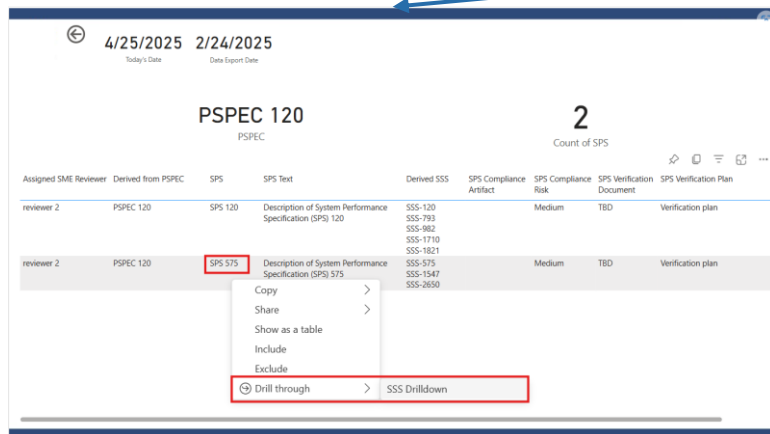 4/25/2025 2/24/2025
Today's Date Data Export Date
PSPEC 120
PSPEC
2
Count of SPS
Assigned SME Reviewer Derived from PSPEC SPS SPS Text Derived SSS SPS Compliance Artifact SPS Compliance Risk SPS Verification Document SPS Verification Plan
reviewer 2 PSPEC 120 SPS 120 Description of System Performance Specification (SPS) 120 SSS-120 Medium TBD Verification plan
SSS-793
SSS-982
SSS-1710
SSS-1821
reviewer 2 PSPEC 120 SPS 575 Description of System Performance Specification (SPS) 575 SSS-575 Medium TBD Verification plan
SSS-1547
SSS-2650
Copy
Share
Show as a table
Include
Exclude
Drill through SSS Drilldown